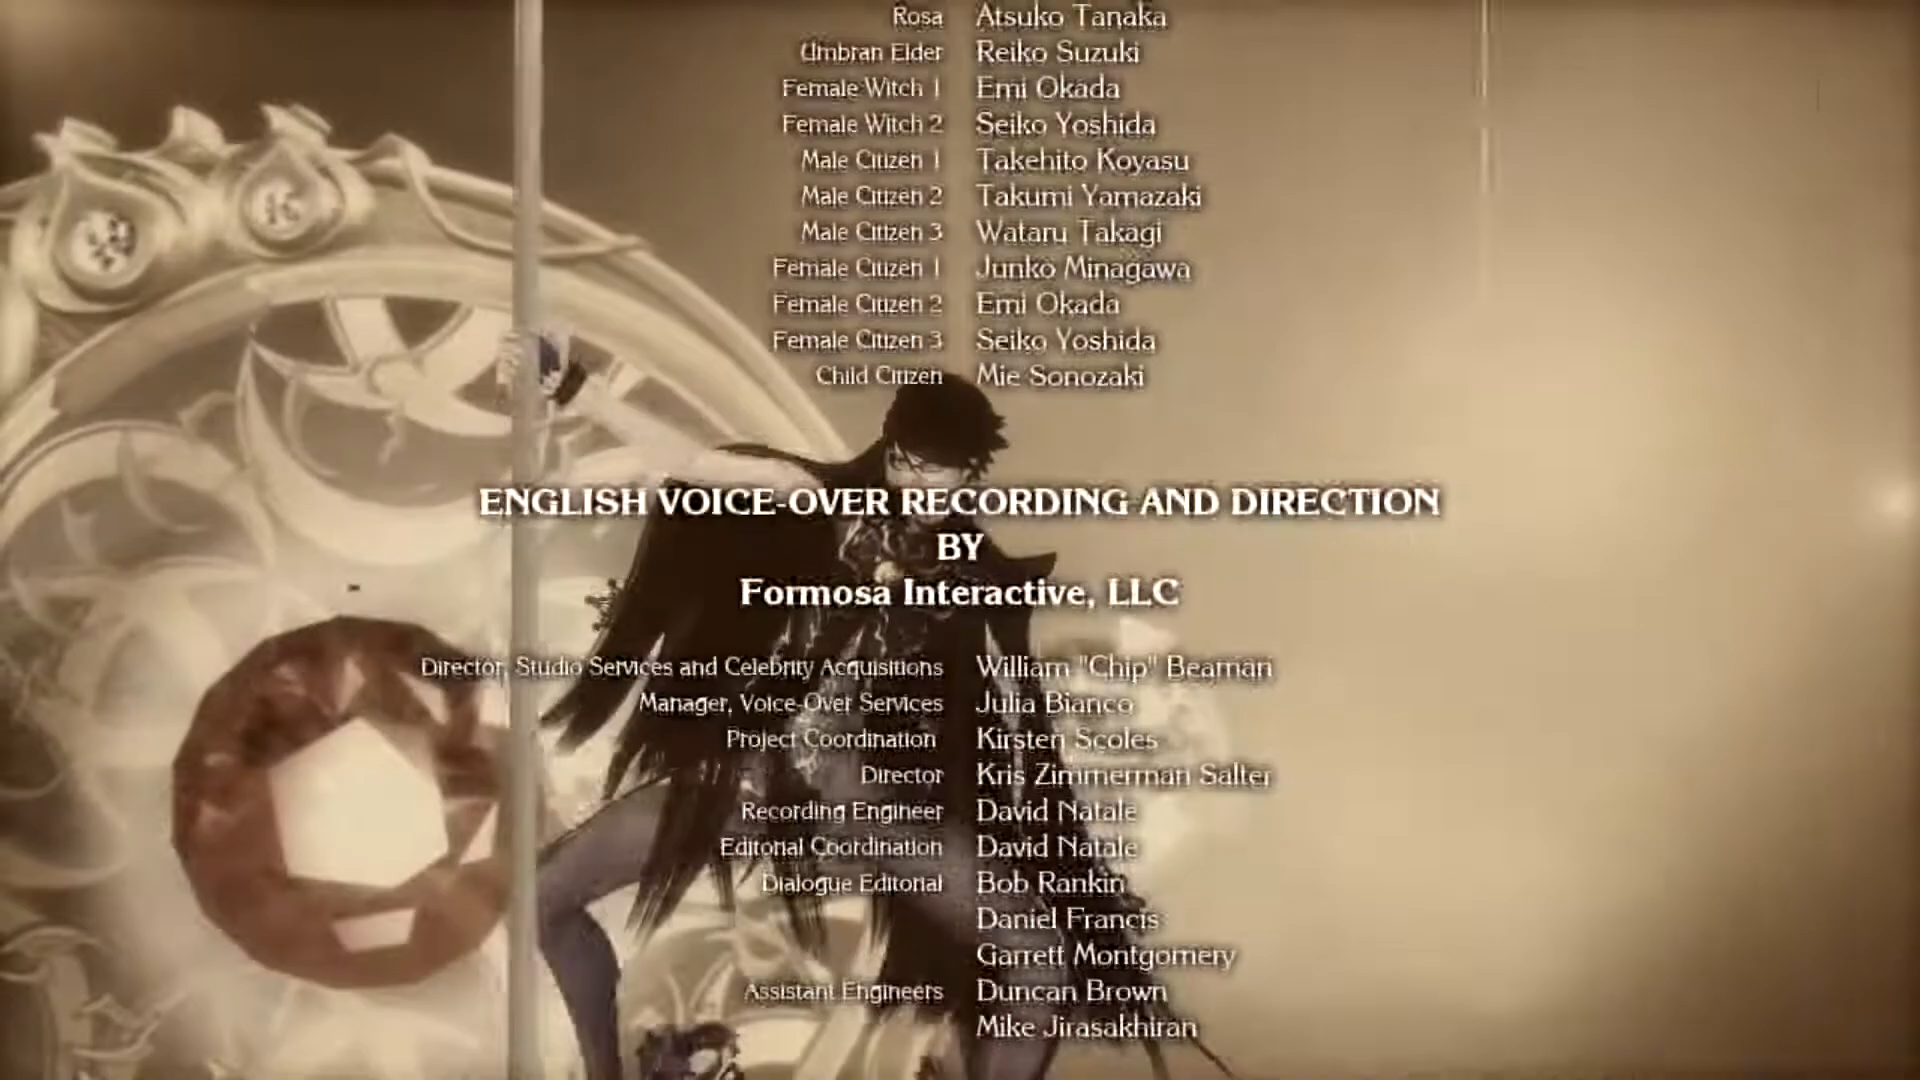 Rosa Atsuko Tanaka
Umbran Elder Reiko Suzuki
Female Witch 1 Emi Okada
Female Witch 2 Seiko Yoshida
Male Citizen 1 Takehito Koyasu
Male Citizen 2 Takumi Yamazaki
Male Citizen 3 Wataru Takagi
Female Citizen 1 Junko Minagawa
Female Citizen 2 Emi Okada
Female Citizen 3 Seiko Yoshida
Child Citizen Mie Sonozaki
ENGLISH VOICE-OVER RECORDING AND DIRECTION
BY
Formosa Interactive, LLC
Director, Studio Services and Celebrity Acquisitions William "Chip" Beaman
Manager, Voice-Over Services Julia Bianco
Project Coordination Kirsten Scoles
Director Kris Zimmerman Salter
Recording Engineer David Natale
Editorial Coordination David Natale
Dialogue Editorial Bob Rankin
Daniel Francis
Garrett Montgomery
Assistant Engineers Duncan Brown
Mike Jirasakhiran